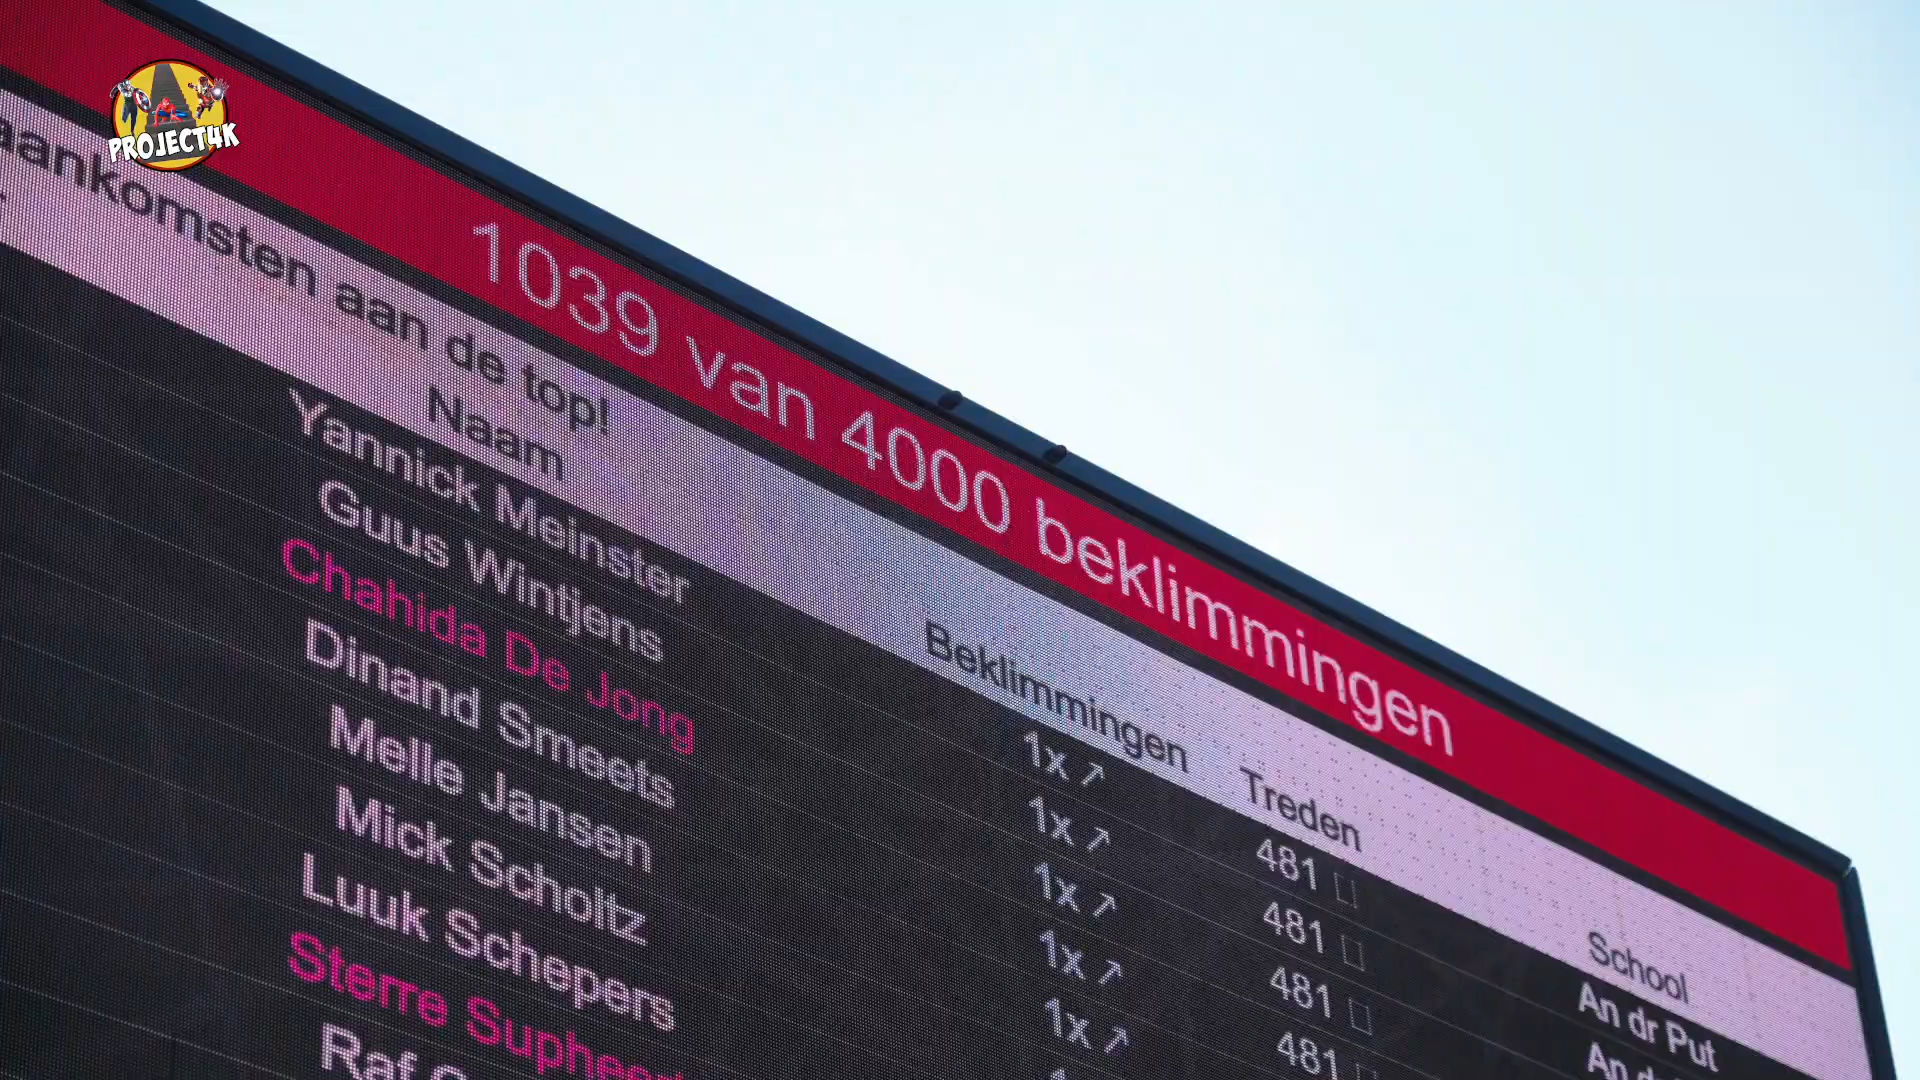 PROJECT4K
1039 van 4000 beklimmingen
aankomsten aan de top!
Naam Beklimmingen Treden School
Yannick Meinster 1x ↗ 481 An dr Put
Guus Wintjens 1x ↗ 481
Chahida De Jong 1x ↗ 481
Dinand Smeets 1x ↗ 481
Melle Jansen 1x ↗
Mick Scholtz
Luuk Schepers
Sterre
Raf